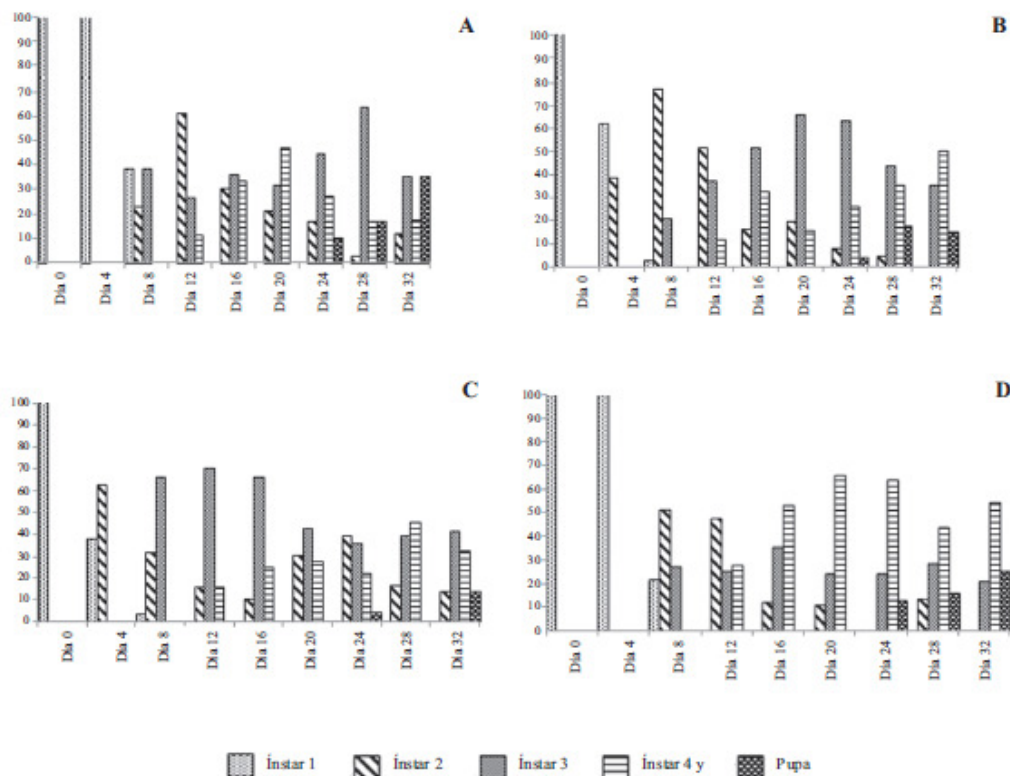 A
100
90
80
70
60
50
40
30
20
10
0
Día 0
Día 4
Día 8
Día 12
Día 16
Día 20
Día 24
Día 28
Día 32
B
100
90
80
70
60
50
40
30
20
10
0
Día 0
Día 4
Día 8
Día 12
Día 16
Día 20
Día 24
Día 28
Día 32
C
100
90
80
70
60
50
40
30
20
10
0
Día 0
Día 4
Día 8
Día 12
Día 16
Día 20
Día 24
Día 28
Día 32
D
100
90
80
70
60
50
40
30
20
10
0
Día 0
Día 4
Día 8
Día 12
Día 16
Día 20
Día 24
Día 28
Día 32
Ínstar 1
Ínstar 2
Ínstar 3
Ínstar 4 y
Pupa